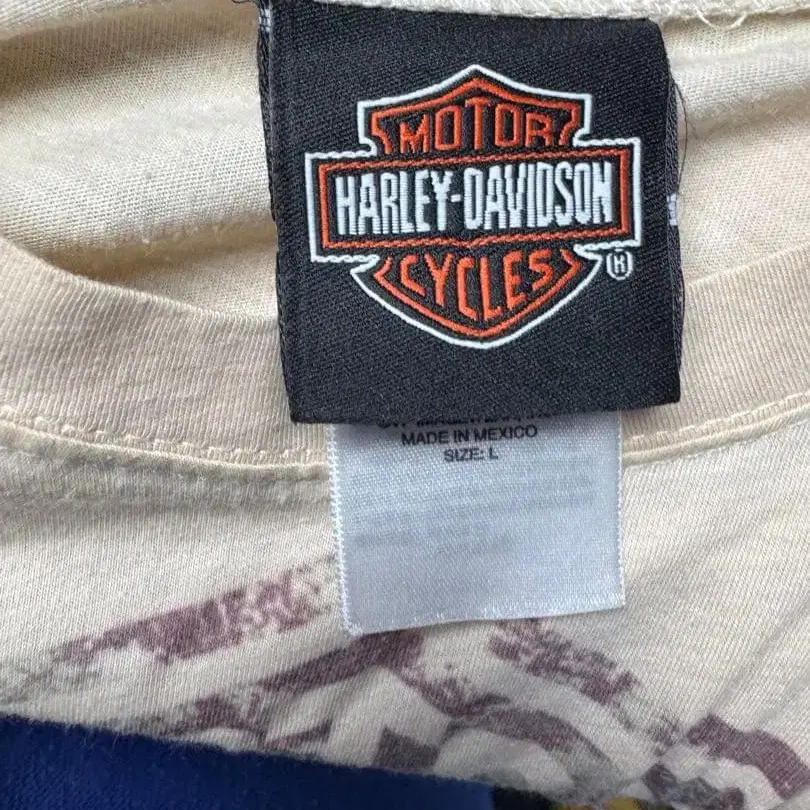 MOTOR
HARLEY-DAVIDSON
CYCLES
®
MADE IN MEXICO
SIZE: L